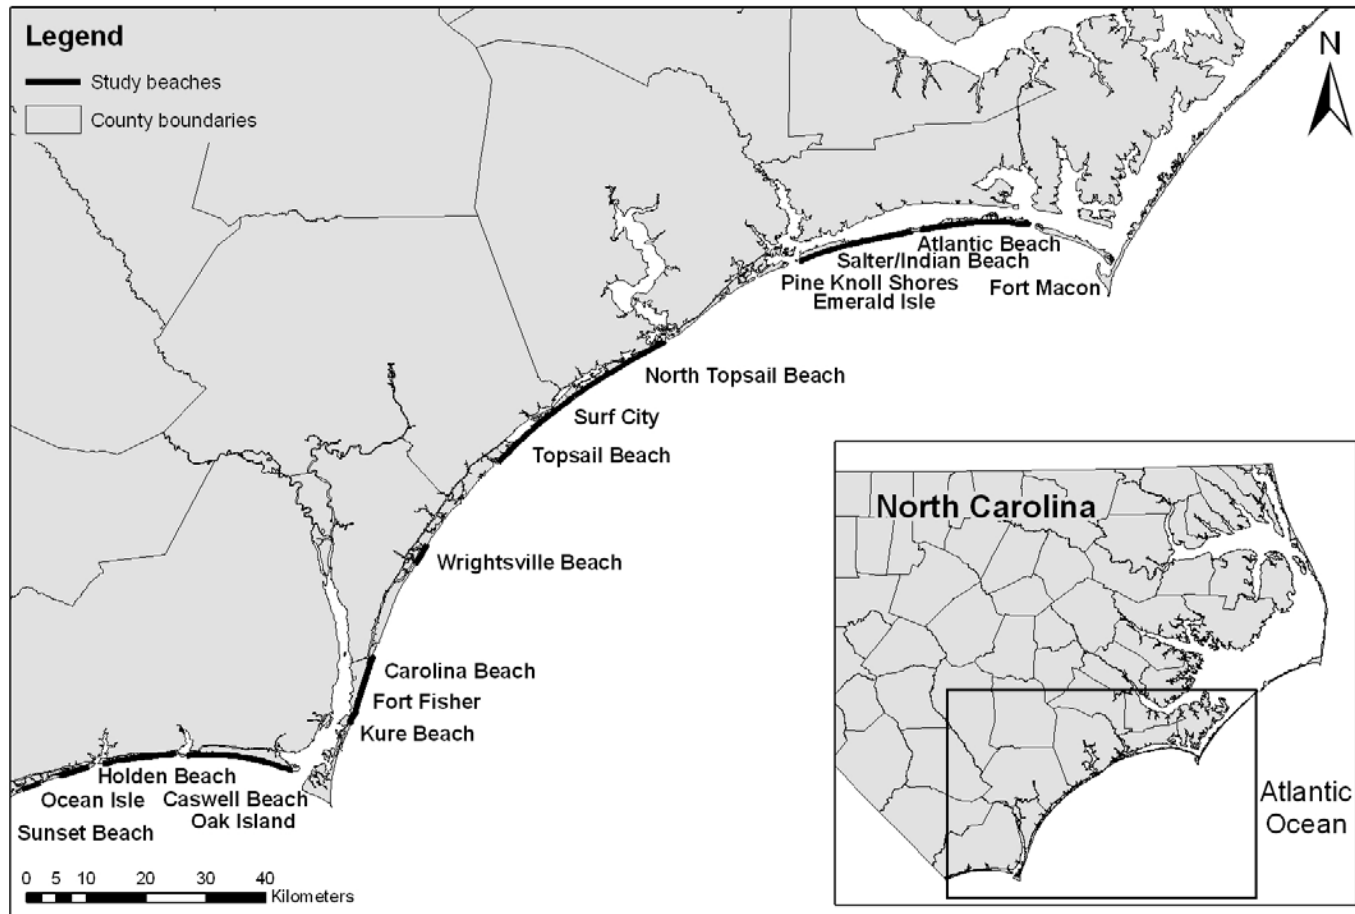 Legend
Study beaches
County boundaries
N
Atlantic Beach
Salter/Indian Beach
Pine Knoll Shores
Fort Macon
Emerald Isle
North Topsail Beach
Surf City
Topsail Beach
Wrightsville Beach
Carolina Beach
Fort Fisher
Kure Beach
Holden Beach
Ocean Isle
Caswell Beach
Oak Island
Sunset Beach
0 5 10 20 30 40
Kilometers
North Carolina
Atlantic
Ocean